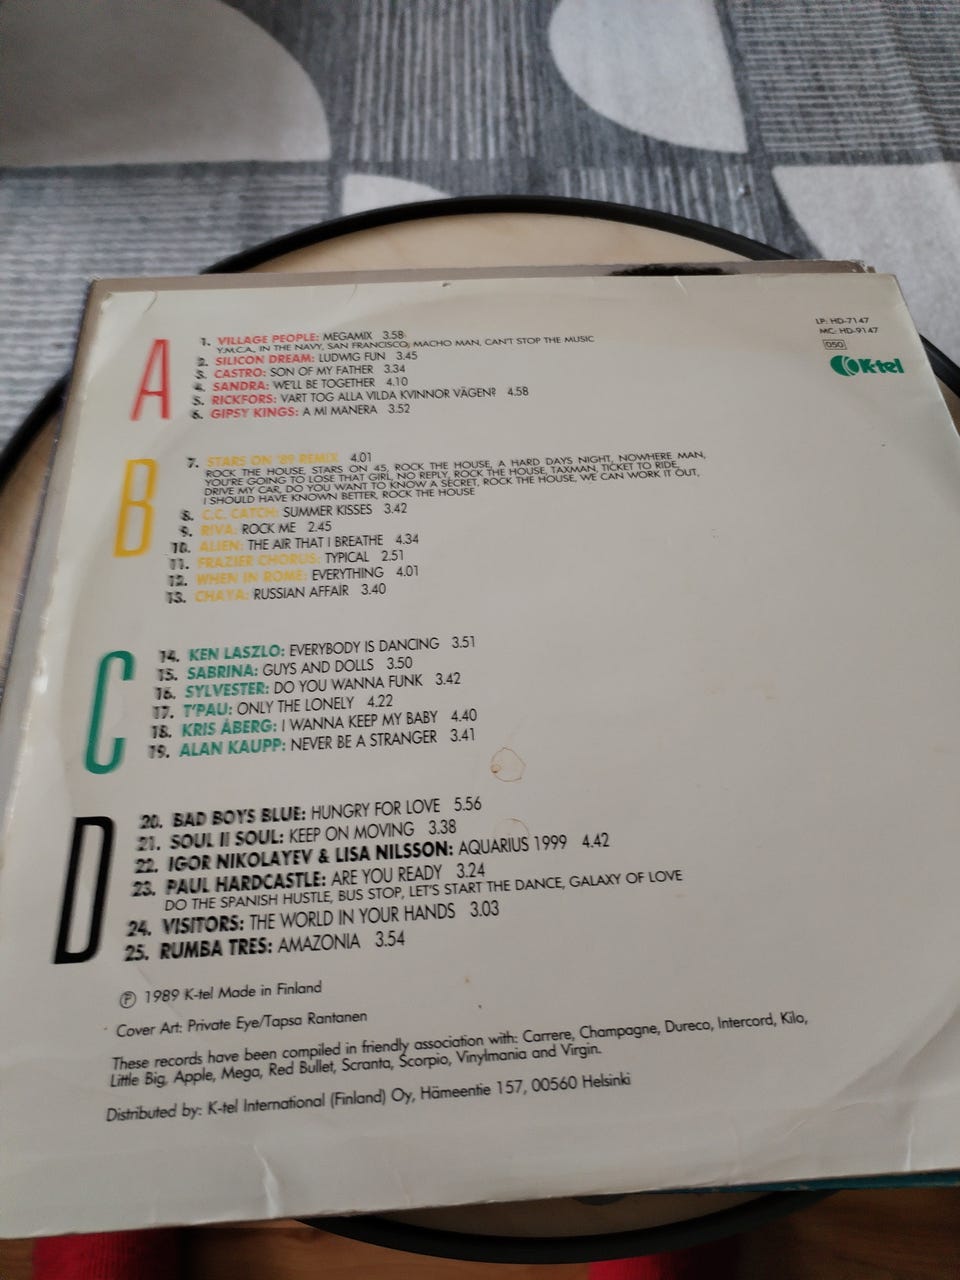 LP: HD-7147
MC: HD-9147
050
K-tel
A
1. VILLAGE PEOPLE: MEGAMIX 3.58
Y.M.C.A., IN THE NAVY, SAN FRANCISCO, MACHO MAN, CAN'T STOP THE MUSIC
2. SILICON DREAM: LUDWIG FUN 3.45
3. CASTRO: SON OF MY FATHER 3.34
4. SANDRA: WE'LL BE TOGETHER 4.10
5. RICKFORS: VART TOG ALLA VILDA KVINNOR VÄGEN? 4.58
6. GIPSY KINGS: A MI MANERA 3.52
B
7. STARS ON '89 REMIX 4.01
ROCK THE HOUSE, STARS ON 45, ROCK THE HOUSE, A HARD DAYS NIGHT, NOWHERE MAN,
YOU'RE GOING TO LOSE THAT GIRL, NO REPLY, ROCK THE HOUSE, TAXMAN, TICKET TO RIDE,
DRIVE MY CAR, DO YOU WANT TO KNOW A SECRET, ROCK THE HOUSE, WE CAN WORK IT OUT,
I SHOULD HAVE KNOWN BETTER, ROCK THE HOUSE
8. C.C. CATCH: SUMMER KISSES 3.42
9. RIVA: ROCK ME 2.45
10. ALIEN: THE AIR THAT I BREATHE 4.34
11. FRAZIER CHORUS: TYPICAL 2.51
12. WHEN IN ROME: EVERYTHING 4.01
13. CHAYA: RUSSIAN AFFAIR 3.40
C
14. KEN LASZLO: EVERYBODY IS DANCING 3.51
15. SABRINA: GUYS AND DOLLS 3.50
16. SYLVESTER: DO YOU WANNA FUNK 3.42
17. T'PAU: ONLY THE LONELY 4.22
18. KRIS ÅBERG: I WANNA KEEP MY BABY 4.40
19. ALAN KAUPP: NEVER BE A STRANGER 3.41
D
20. BAD BOYS BLUE: HUNGRY FOR LOVE 5.56
21. SOUL II SOUL: KEEP ON MOVING 3.38
22. IGOR NIKOLAYEV & LISA NILSSON: AQUARIUS 1999 4.42
23. PAUL HARDCASTLE: ARE YOU READY 3.24
DO THE SPANISH HUSTLE, BUS STOP, LET'S START THE DANCE, GALAXY OF LOVE
24. VISITORS: THE WORLD IN YOUR HANDS 3.03
25. RUMBA TRES: AMAZONIA 3.54
Ⓟ 1989 K-tel Made in Finland
Cover Art: Private Eye/Tapsa Rantanen
These records have been compiled in friendly association with: Carrere, Champagne, Dureco, Intercord, Kilo,
Little Big, Apple, Mega, Red Bullet, Scranta, Scorpio, Vinylmania and Virgin.
Distributed by: K-tel International (Finland) Oy, Hämeentie 157, 00560 Helsinki